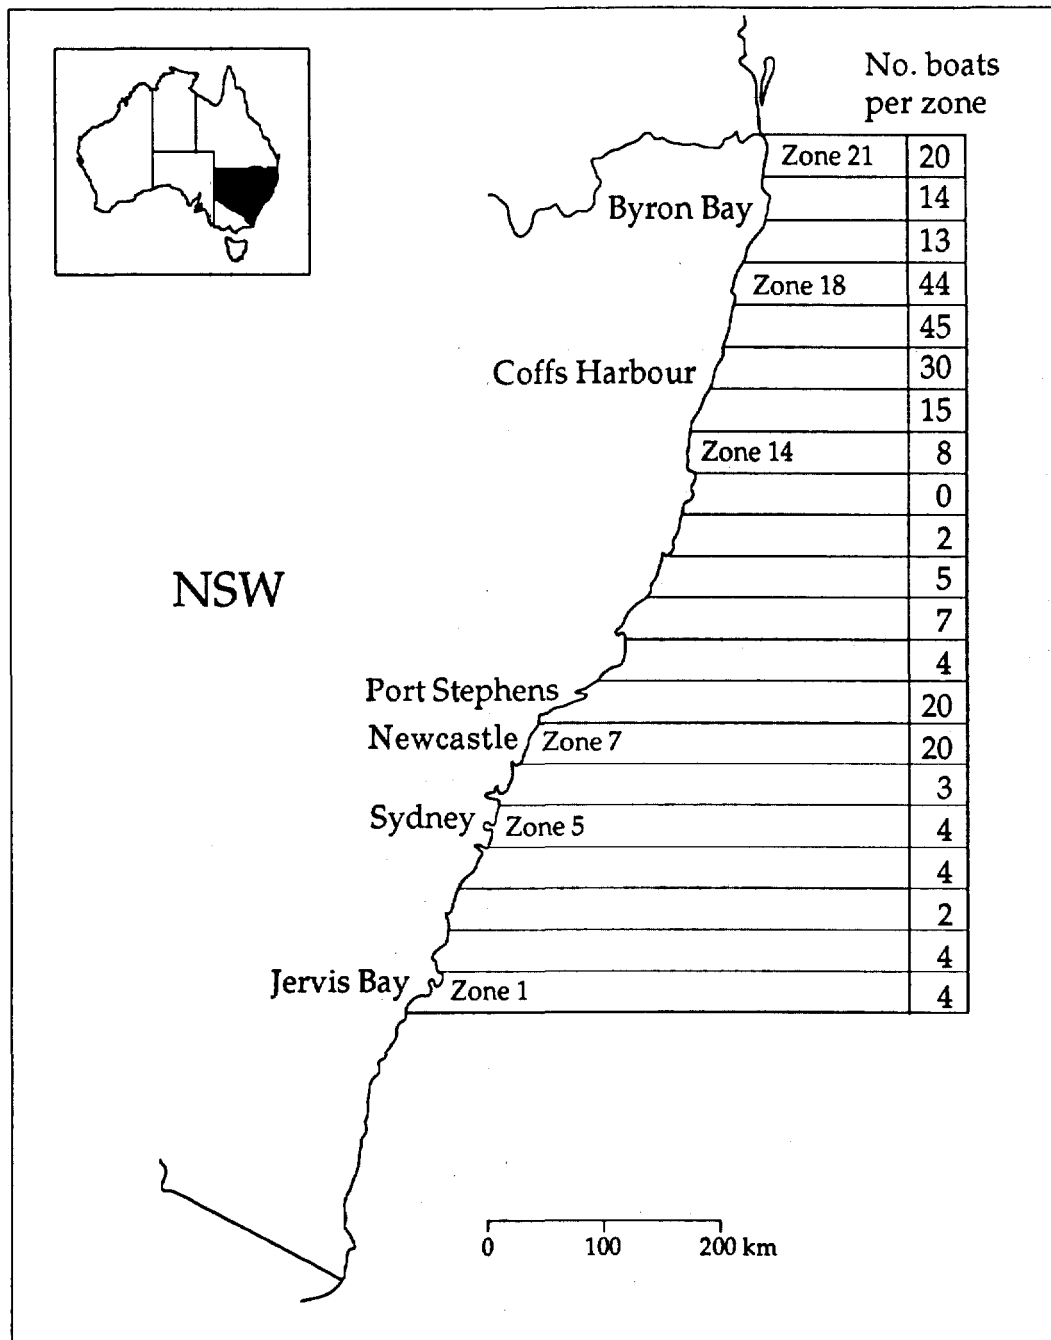 No. boats
per zone
Zone 21 20
Byron Bay 14
13
Zone 18 44
45
Coffs Harbour 30
15
Zone 14 8
0
2
5
NSW
7
4
Port Stephens 20
Newcastle Zone 7 20
3
Sydney Zone 5 4
4
2
4
Jervis Bay Zone 1 4
0 100 200 km